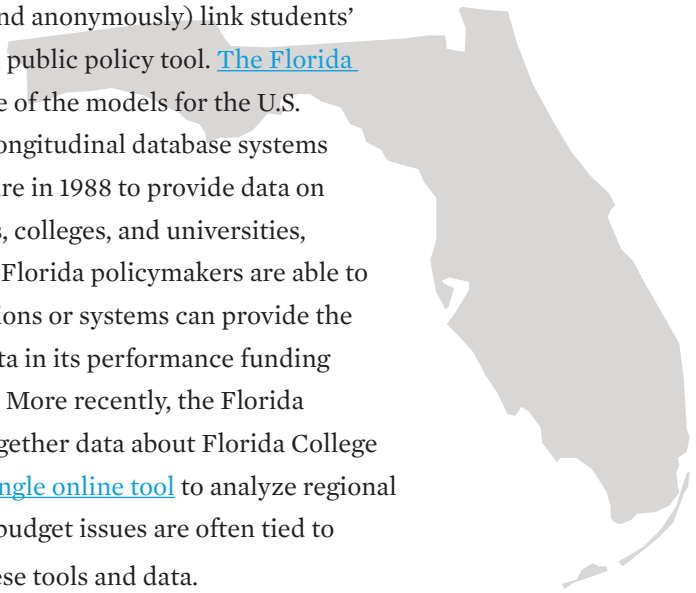 nd anonymously) link students’
public policy tool. The Florida
e of the models for the U.S.
ongitudinal database systems
re in 1988 to provide data on
, colleges, and universities,
Florida policymakers are able to
ions or systems can provide the
ta in its performance funding
More recently, the Florida
gether data about Florida College
ngle online tool to analyze regional
budget issues are often tied to
ese tools and data.